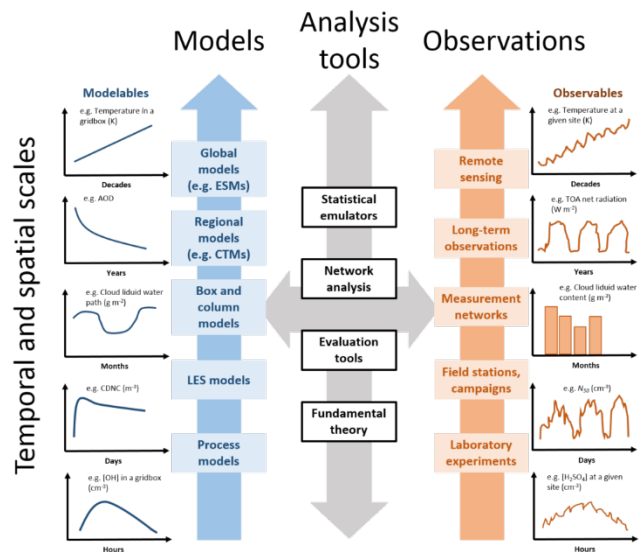 Models
Analysis
tools
Observations
Temporal and spatial scales
Modelables
e.g. Temperature in a
gridbox (K)
Decades
e.g. AOD
Years
e.g. Cloud liduid water
path (g m-2)
Months
e.g. CDNC (m-3)
Days
e.g. [OH] in a gridbox
(cm-3)
Hours
Global
models
(e.g. ESMs)
Regional
models
(e.g. CTMs)
Box and
column
models
LES models
Process
models
Statistical
emulators
Network
analysis
Evaluation
tools
Fundamental
theory
Remote
sensing
Long-term
observations
Measurement
networks
Field stations,
campaigns
Laboratory
experiments
Observables
e.g. Temperature at a
given site (K)
Decades
e.g. TOA net radiation
(W m-2)
Years
e.g. Cloud liduid water
content (g m-3)
Months
e.g. N30 (cm-3)
Days
e.g. [H2SO4] at a given
site (cm-3)
Hours